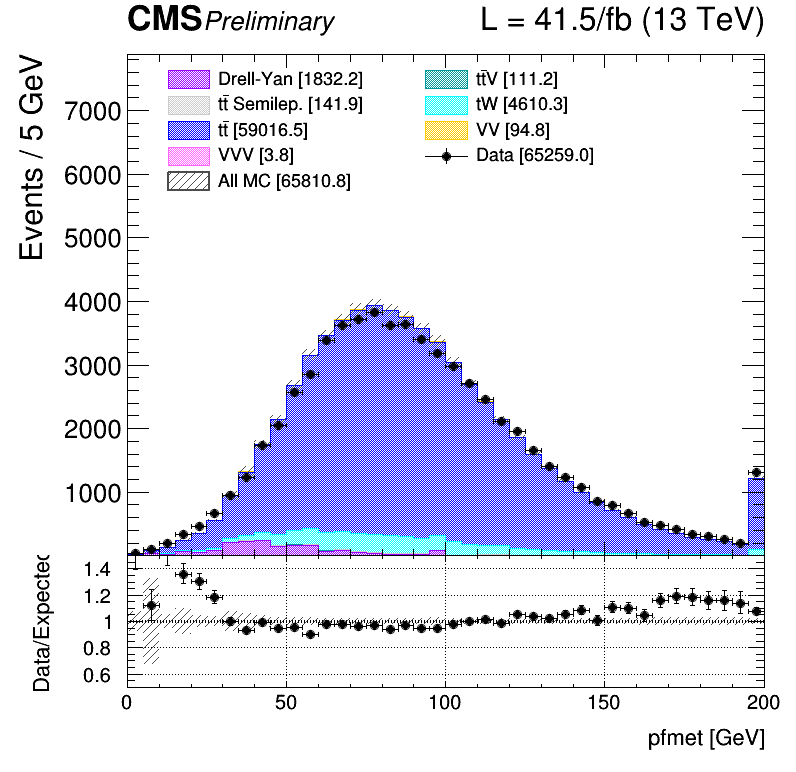 CMS Preliminary L = 41.5/fb (13 TeV)
Events / 5 GeV
Drell-Yan [1832.2]
tt̄ Semilep. [141.9]
tt̄ [59016.5]
VVV [3.8]
All MC [65810.8]
tt̄V [111.2]
tW [4610.3]
VV [94.8]
Data [65259.0]
7000
6000
5000
4000
3000
2000
1000
Data/Expected
1.4
1.2
1
0.8
0.6
0 50 100 150 200
pfmet [GeV]